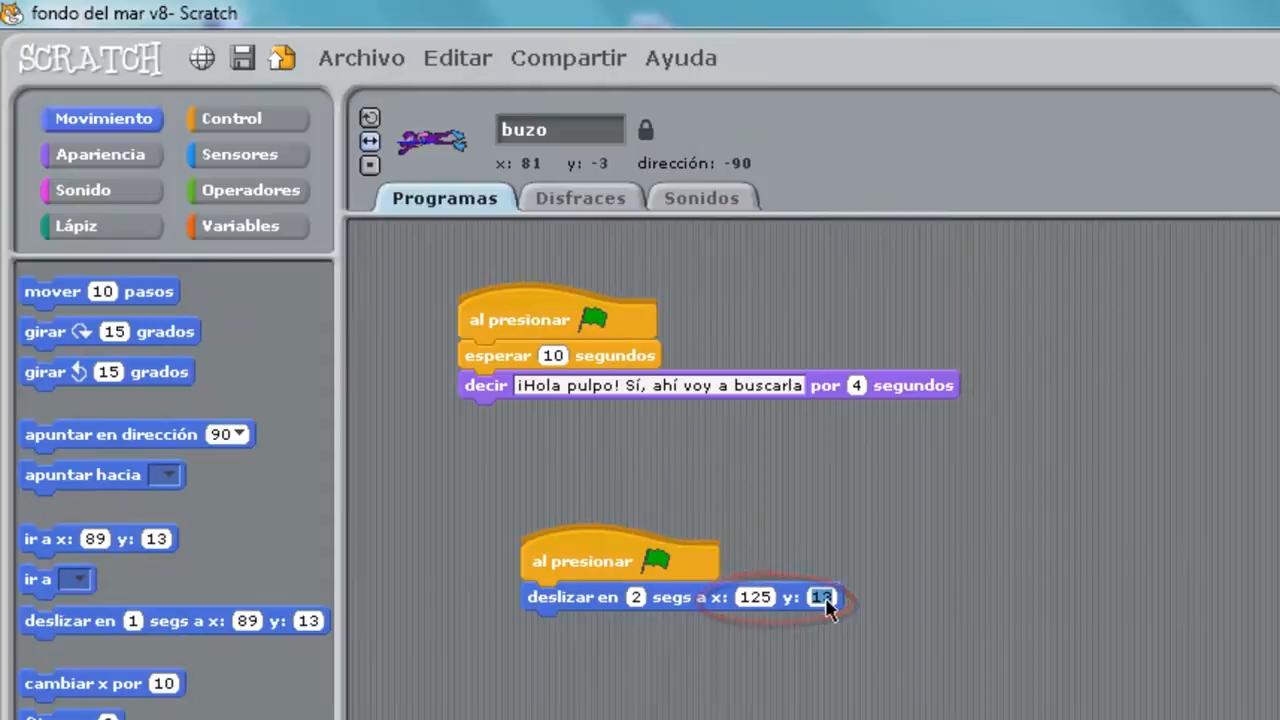 fondo del mar v8- Scratch
SCRATCH Archivo Editar Compartir Ayuda
Movimiento Control
Apariencia Sensores
Sonido Operadores
Lápiz Variables
buzo
x: 81 y: -3 dirección: -90
Programas Disfraces Sonidos
mover 10 pasos
girar 15 grados
girar 15 grados
apuntar en dirección 90
apuntar hacia
ir a x: 89 y: 13
ir a
deslizar en 1 segs a x: 89 y: 13
cambiar x por 10
al presionar
esperar 10 segundos
decir ¡Hola pulpo! Sí, ahí voy a buscarla por 4 segundos
al presionar
deslizar en 2 segs a x: 125 y: 13